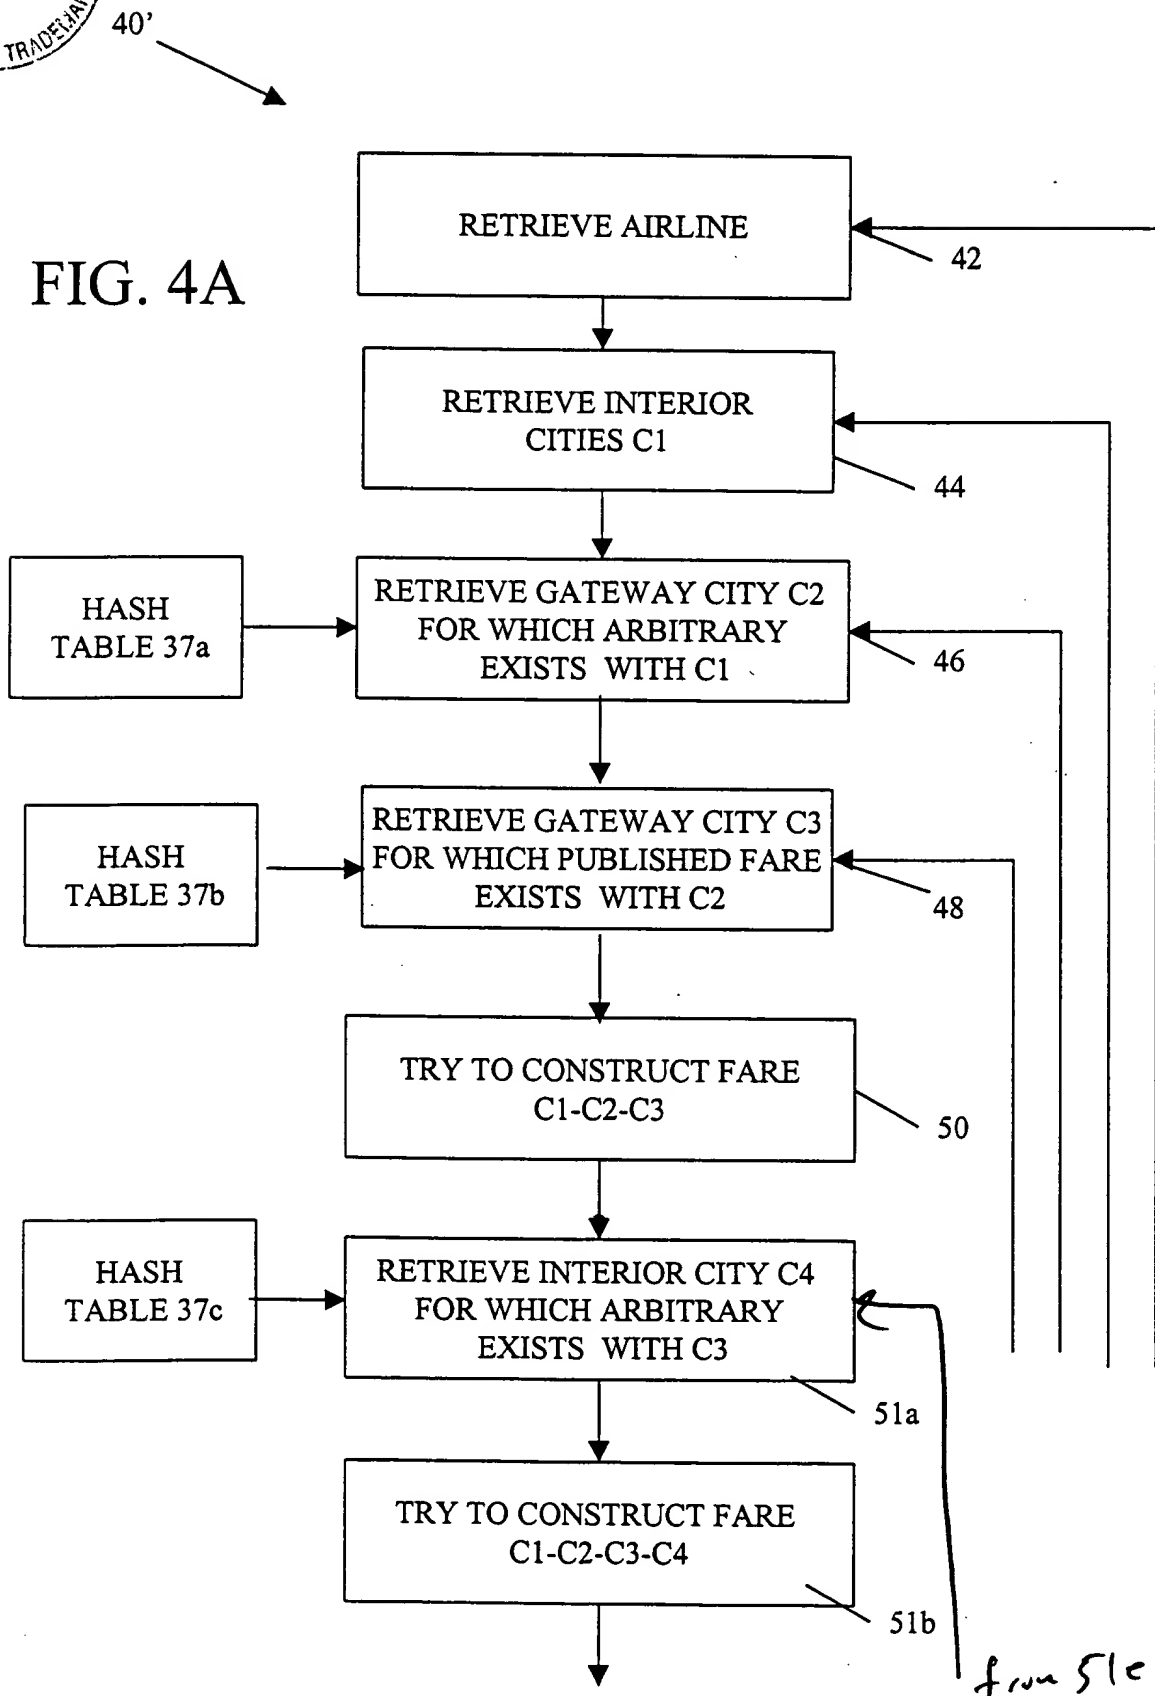 TRADEMA
40'
FIG. 4A
RETRIEVE AIRLINE
42
RETRIEVE INTERIOR
CITIES C1
44
HASH
TABLE 37a
RETRIEVE GATEWAY CITY C2
FOR WHICH ARBITRARY
EXISTS WITH C1
46
HASH
TABLE 37b
RETRIEVE GATEWAY CITY C3
FOR WHICH PUBLISHED FARE
EXISTS WITH C2
48
TRY TO CONSTRUCT FARE
C1-C2-C3
50
HASH
TABLE 37c
RETRIEVE INTERIOR CITY C4
FOR WHICH ARBITRARY
EXISTS WITH C3
51a
TRY TO CONSTRUCT FARE
C1-C2-C3-C4
51b
from 51e